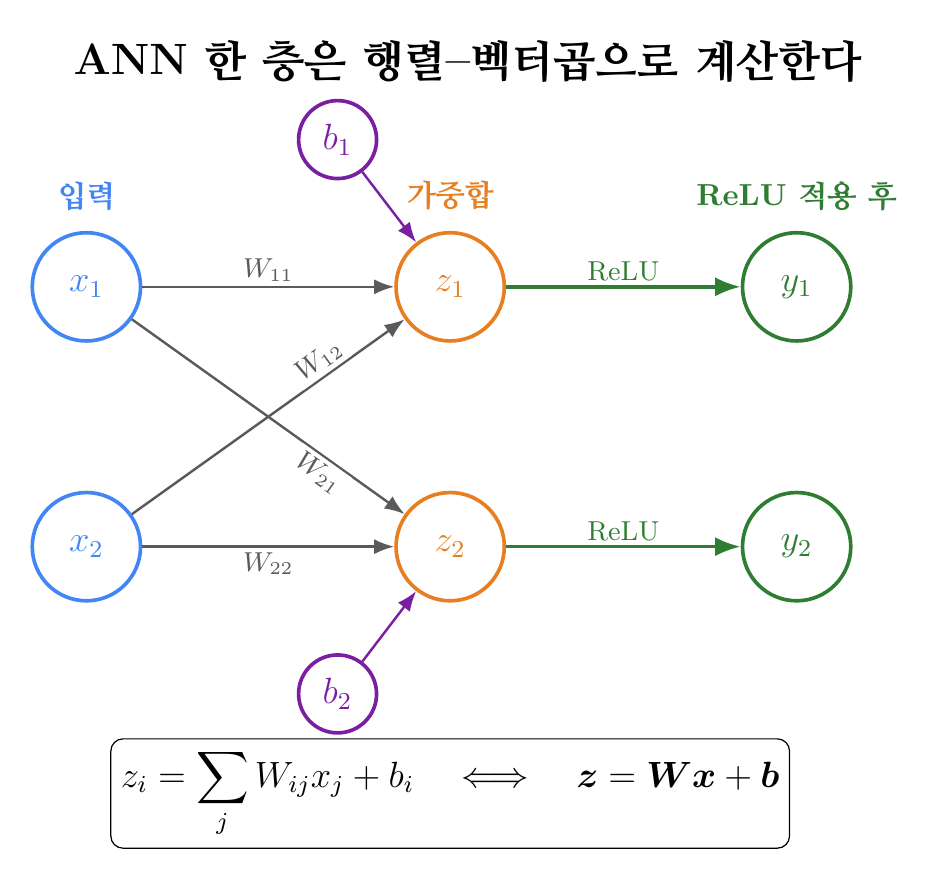 ANN 한 층은 행렬–벡터곱으로 계산한다
b₁
입력
가중합
ReLU 적용 후
x₁
W₁₁
z₁
ReLU
y₁
W₁₂
W₂₁
x₂
W₂₂
z₂
ReLU
y₂
b₂
zᵢ = ∑ⱼ Wᵢⱼxⱼ + bᵢ ⟺ z = Wx + b